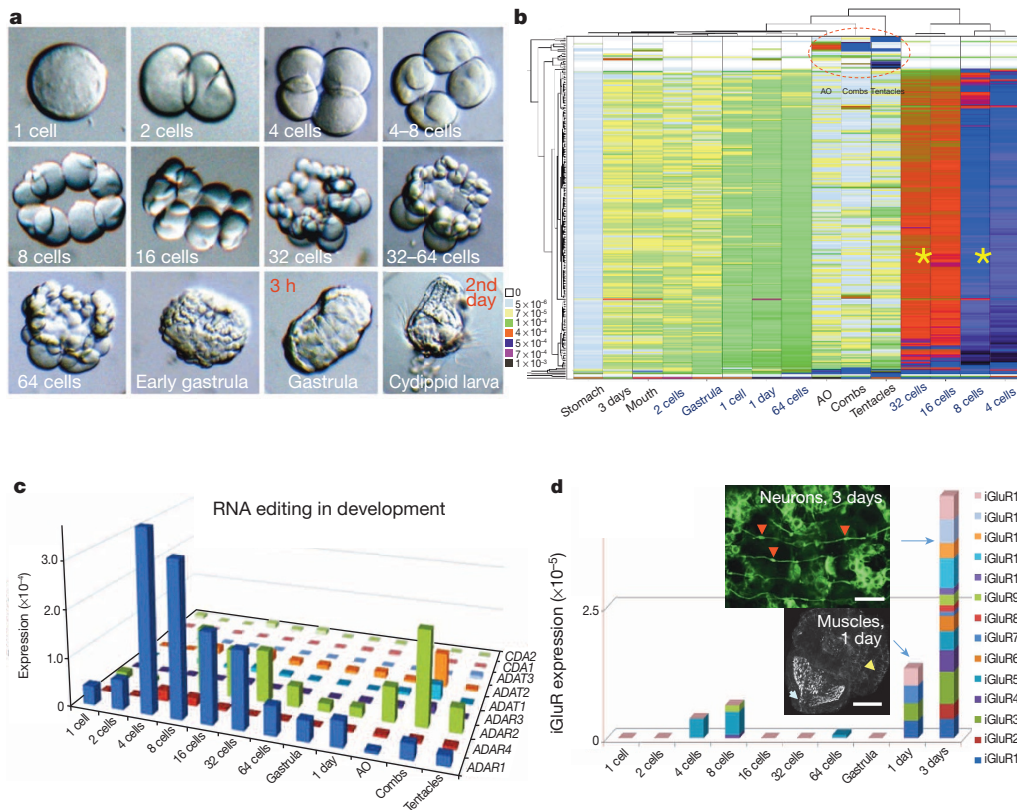 a
1 cell
2 cells
4 cells
4–8 cells
8 cells
16 cells
32 cells
32–64 cells
64 cells
Early gastrula
3 h
Gastrula
2nd
day
Cydippid larva
b
AO Combs Tentacles
0
5 × 10⁻⁶
7 × 10⁻⁵
1 × 10⁻⁴
4 × 10⁻⁴
5 × 10⁻⁴
7 × 10⁻⁴
1 × 10⁻³
*
*
Stomach
3 days
Mouth
2 cells
Gastrula
1 cell
1 day
64 cells
AO
Combs
Tentacles
32 cells
16 cells
8 cells
4 cells
c
RNA editing in development
Expression (×10⁻⁴)
3.0
2.0
1.0
0
1 cell
2 cells
4 cells
8 cells
16 cells
32 cells
64 cells
Gastrula
1 day
AO
Combs
Tentacles
CDA2
CDA1
ADAT3
ADAT2
ADAT1
ADAR3
ADAR2
ADAR4
ADAR1
d
iGluR expression (×10⁻⁵)
2.5
0
Neurons, 3 days
Muscles,
1 day
1 cell
2 cells
4 cells
8 cells
16 cells
32 cells
64 cells
Gastrula
1 day
3 days
iGluR1
iGluR1
iGluR1
iGluR1
iGluR1
iGluR9
iGluR8
iGluR7
iGluR6
iGluR5
iGluR4
iGluR3
iGluR2
iGluR1